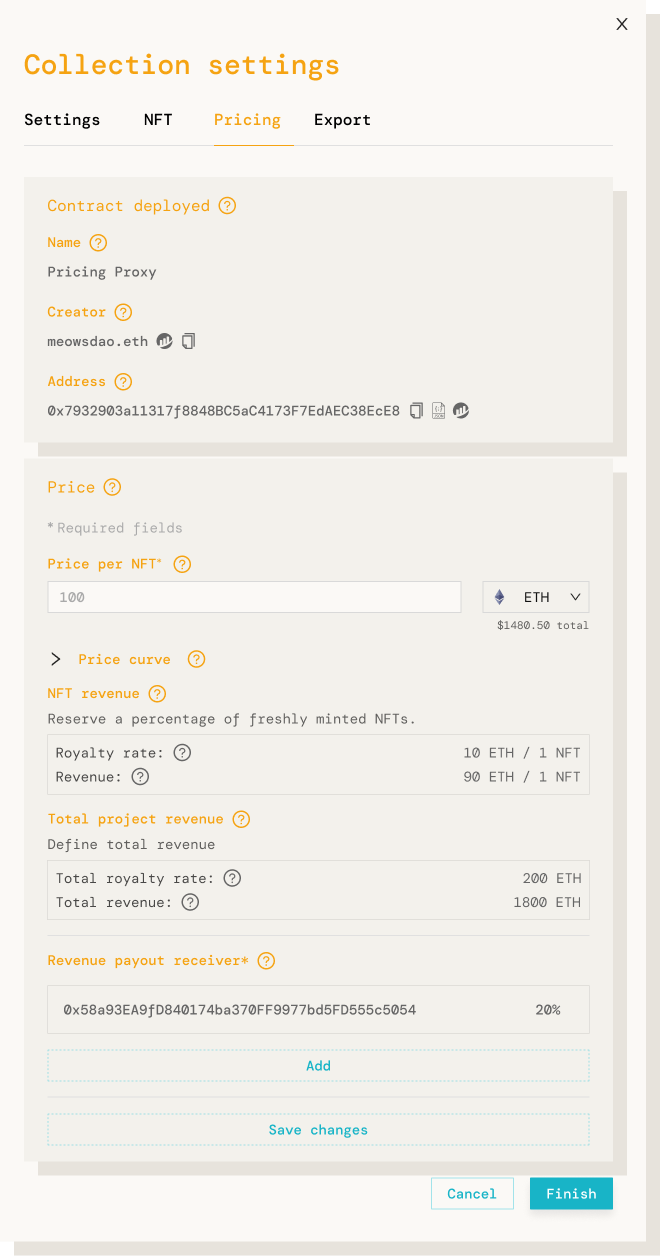 X
Collection settings
Settings NFT Pricing Export
Contract deployed ?
Name ?
Pricing Proxy
Creator ?
meowsdao.eth
Address ?
0x7932903a11317f8848BC5aC4173F7EdAEC38EcE8
Price ?
* Required fields
Price per NFT* ?
100 ETH
$1480.50 total
Price curve ?
NFT revenue ?
Reserve a percentage of freshly minted NFTs.
Royalty rate: ? 10 ETH / 1 NFT
Revenue: ? 90 ETH / 1 NFT
Total project revenue ?
Define total revenue
Total royalty rate: ? 200 ETH
Total revenue: ? 1800 ETH
Revenue payout receiver* ?
0x58a93EA9fD840174ba370FF9977bd5FD555c5054 20%
Add
Save changes
Cancel Finish